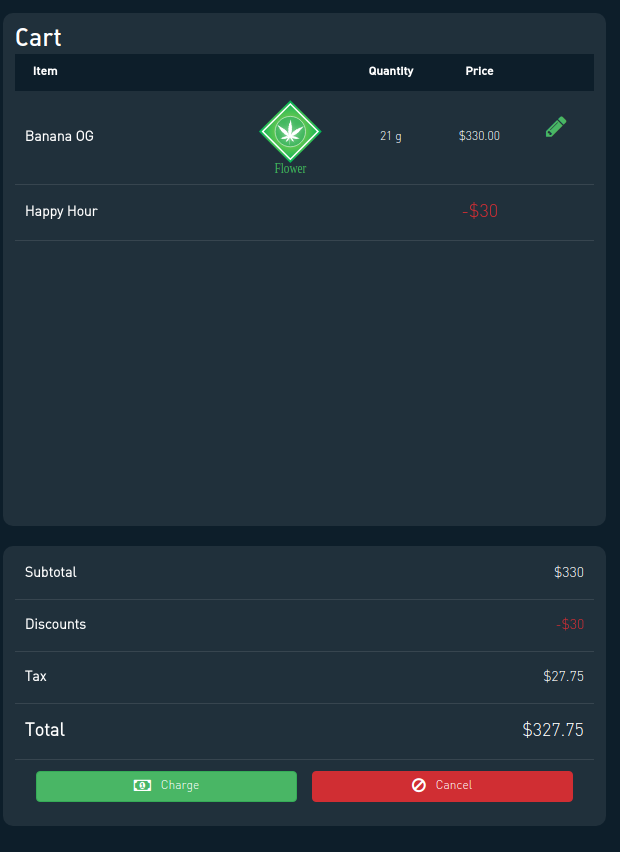 Cart
Item Quantity Price
Banana OG Flower 21 g $330.00
Happy Hour -$30
Subtotal $330
Discounts -$30
Tax $27.75
Total $327.75
Charge Cancel